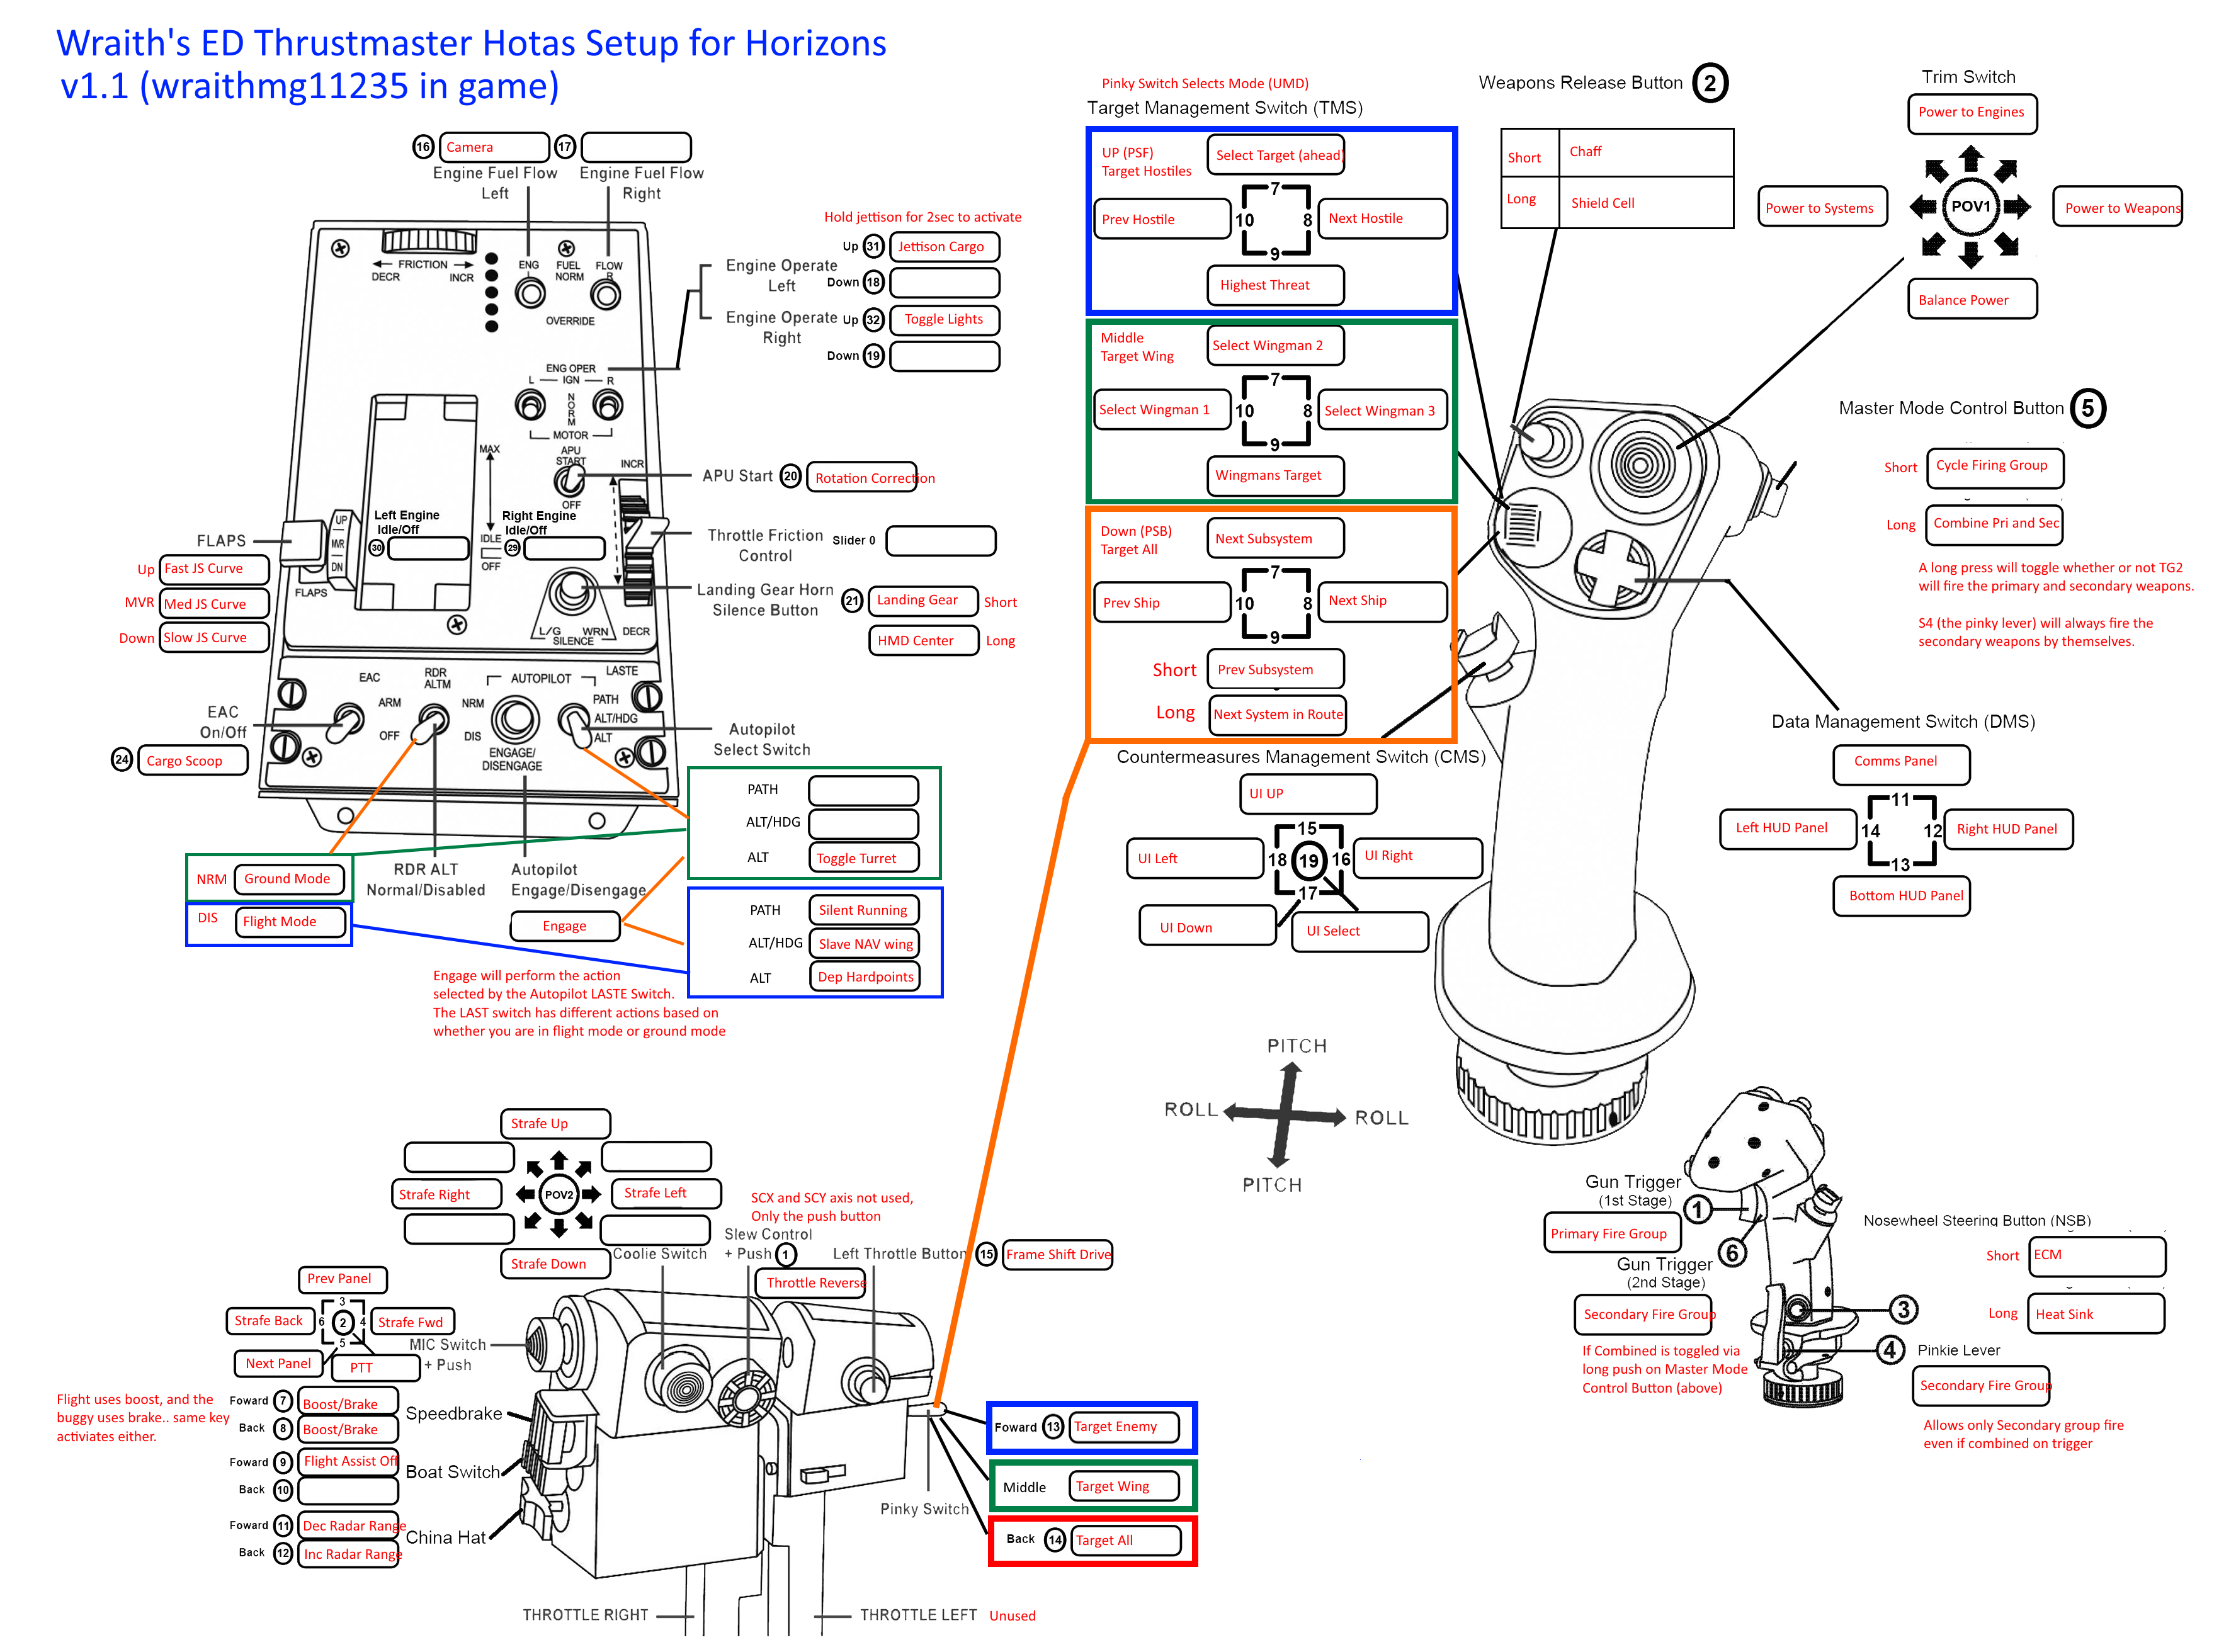 Wraith's ED Thrustmaster Hotas Setup for Horizons
v1.1 (wraithmg11235 in game)
16 Camera
17
Engine Fuel Flow
Left
Engine Fuel Flow
Right
Hold jettison for 2sec to activate
Engine Operate
Left
Up 31 Jettison Cargo
Down 18
Engine Operate
Right
Up 32 Toggle Lights
Down 19
FRICTION
DECR
INCR
ENG
L
FUEL
NORM
FLOW
R
OVERRIDE
ENG OPER
L
IGN
R
NORM
MOTOR
APU
START
OFF
INCR
MAX
IDLE
OFF
Left Engine
Idle/Off
30
Right Engine
Idle/Off
29
APU Start 20 Rotation Correction
Throttle Friction
Control
Slider 0
Landing Gear Horn
Silence Button
21 Landing Gear Short
HMD Center Long
FLAPS
UP
MVR
DN
FLAPS
Up Fast JS Curve
MVR Med JS Curve
Down Slow JS Curve
L/G
WRN
SILENCE
DECR
EAC
ARM
OFF
RDR
ALTM
NRM
DIS
AUTOPILOT
ENGAGE/
DISENGAGE
LASTE
PATH
ALT/HDG
ALT
EAC
On/Off
24 Cargo Scoop
Autopilot
Select Switch
PATH
ALT/HDG
ALT Toggle Turret
NRM Ground Mode
DIS Flight Mode
RDR ALT
Normal/Disabled
Autopilot
Engage/Disengage
Engage
PATH Silent Running
ALT/HDG Slave NAV wing
ALT Dep Hardpoints
Engage will perform the action
selected by the Autopilot LASTE Switch.
The LAST switch has different actions based on
whether you are in flight mode or ground mode
Pinky Switch Selects Mode (UMD)
Target Management Switch (TMS)
UP (PSF)
Target Hostiles
Select Target (ahead)
Prev Hostile
7
10
8
9
Next Hostile
Highest Threat
Middle
Target Wing
Select Wingman 2
Select Wingman 1
7
10
8
9
Select Wingman 3
Wingmans Target
Down (PSB)
Target All
Next Subsystem
Prev Ship
7
10
8
9
Next Ship
Short Prev Subsystem
Long Next System in Route
Countermeasures Management Switch (CMS)
UI UP
UI Left
15
18
19
16
17
UI Right
UI Down
UI Select
Weapons Release Button 2
Short Chaff
Long Shield Cell
Trim Switch
Power to Engines
Power to Systems
POV1
Power to Weapons
Balance Power
Master Mode Control Button 5
Short Cycle Firing Group
Long Combine Pri and Sec
A long press will toggle whether or not TG2
will fire the primary and secondary weapons.
S4 (the pinky lever) will always fire the
secondary weapons by themselves.
Data Management Switch (DMS)
Comms Panel
Left HUD Panel
11
14
12
13
Right HUD Panel
Bottom HUD Panel
PITCH
ROLL
ROLL
PITCH
Gun Trigger
(1st Stage)
1
Primary Fire Group
6
Gun Trigger
(2nd Stage)
Secondary Fire Group
If Combined is toggled via
long push on Master Mode
Control Button (above)
Nosewheel Steering Button (NSB)
Short ECM
Long Heat Sink
3
4
Pinkie Lever
Secondary Fire Group
Allows only Secondary group fire
even if combined on trigger
Strafe Up
Strafe Right
POV2
Strafe Left
Strafe Down
Coolie Switch
SCX and SCY axis not used,
Only the push button
Slew Control
+ Push 1
Throttle Reverse
Left Throttle Button 15 Frame Shift Drive
Prev Panel
Strafe Back
3
6
2
4
5
Strafe Fwd
Next Panel
PTT
MIC Switch
+ Push
Flight uses boost, and the
buggy uses brake.. same key
activiates either.
Foward 7 Boost/Brake
Back 8 Boost/Brake
Speedbrake
Foward 9 Flight Assist Off
Back 10
Boat Switch
Foward 11 Dec Radar Range
Back 12 Inc Radar Range
China Hat
Pinky Switch
Foward 13 Target Enemy
Middle Target Wing
Back 14 Target All
THROTTLE RIGHT
THROTTLE LEFT Unused